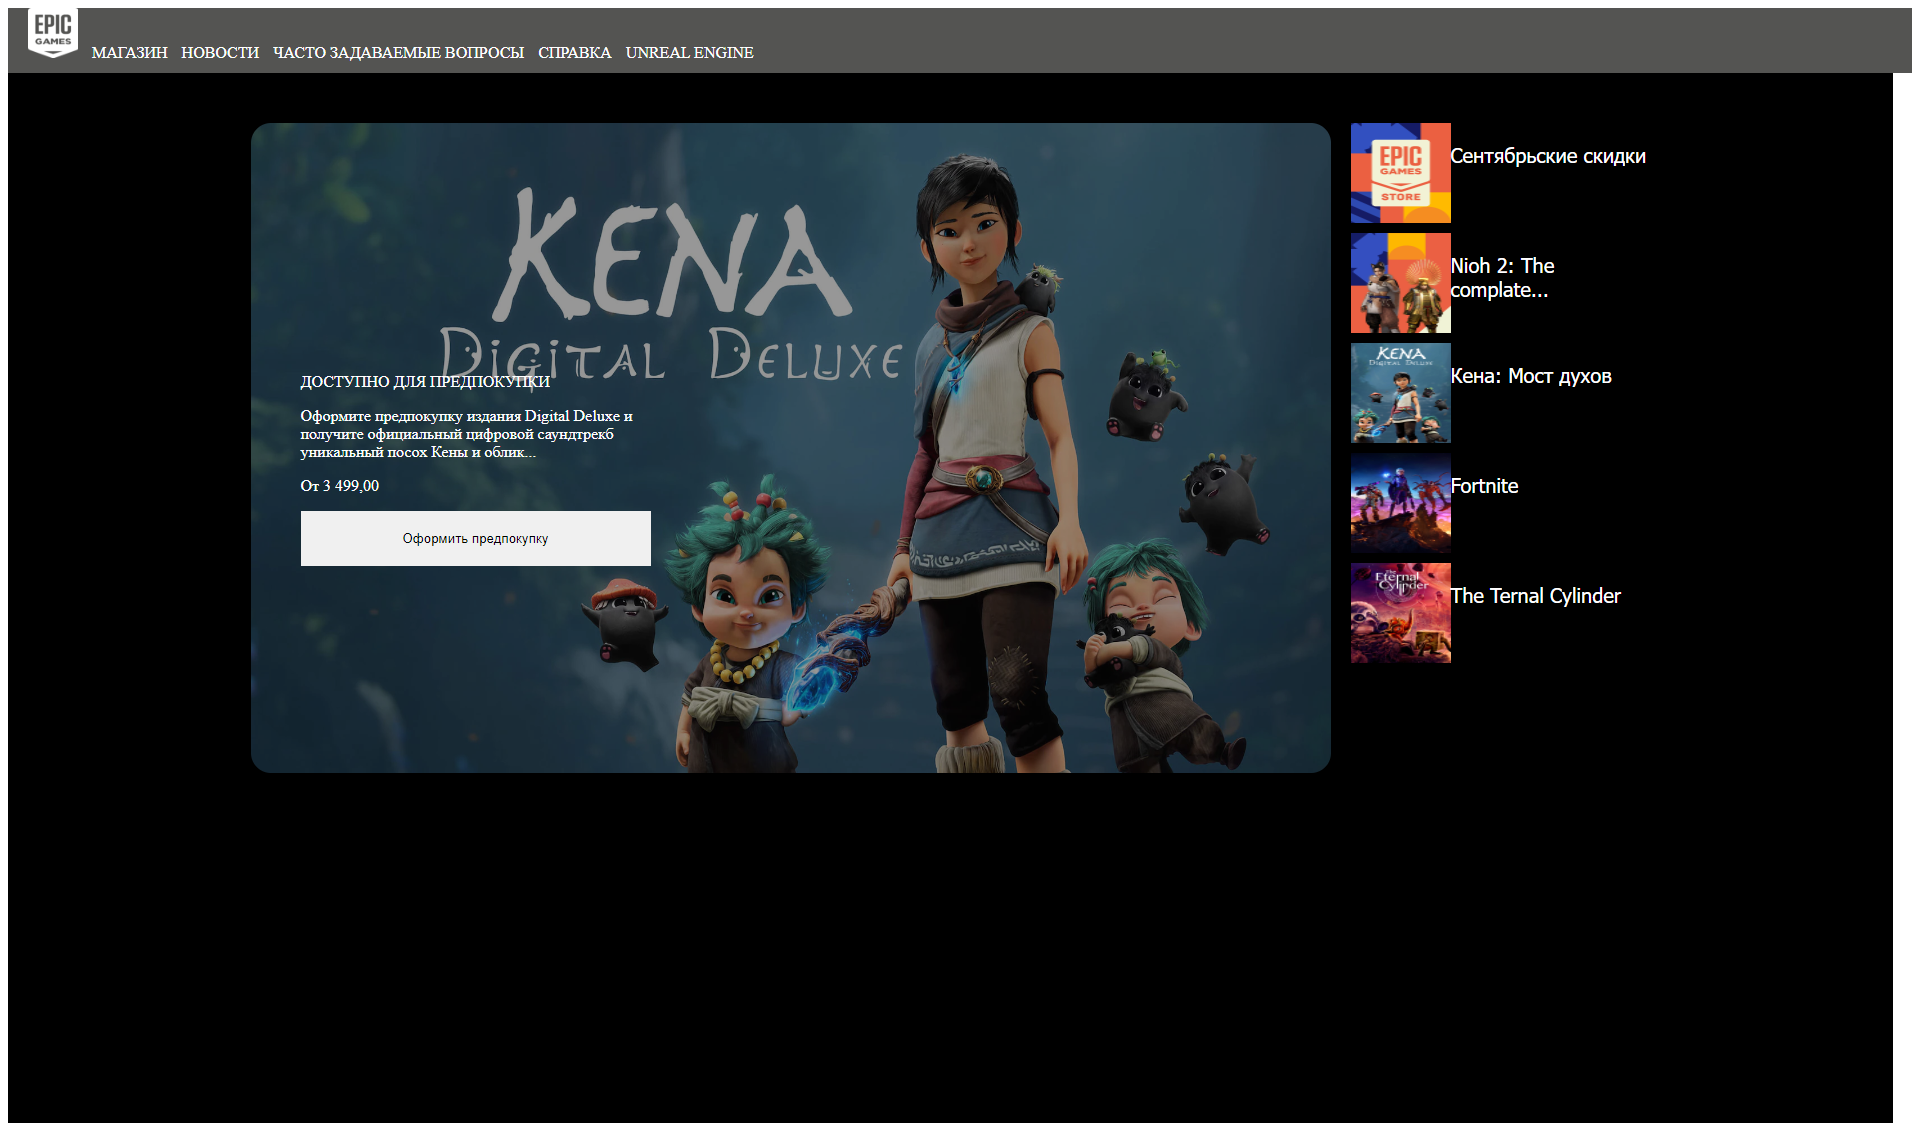 EPIC
GAMES
МАГАЗИН НОВОСТИ ЧАСТО ЗАДАВАЕМЫЕ ВОПРОСЫ СПРАВКА UNREAL ENGINE
KENA
DIGITAL DELUXE
ДОСТУПНО ДЛЯ ПРЕДПОКУПКИ
Оформите предпокупку издания Digital Deluxe и
получите официальный цифровой саундтрекб
уникальный посох Кены и облик...
От 3 499,00
Оформить предпокупку
EPIC
GAMES
STORE
Сентябрьские скидки
Nioh 2: The
complate...
KENA
DIGITAL DELUXE
Кена: Мост духов
Fortnite
The
Eternal
Cylinder
The Ternal Cylinder